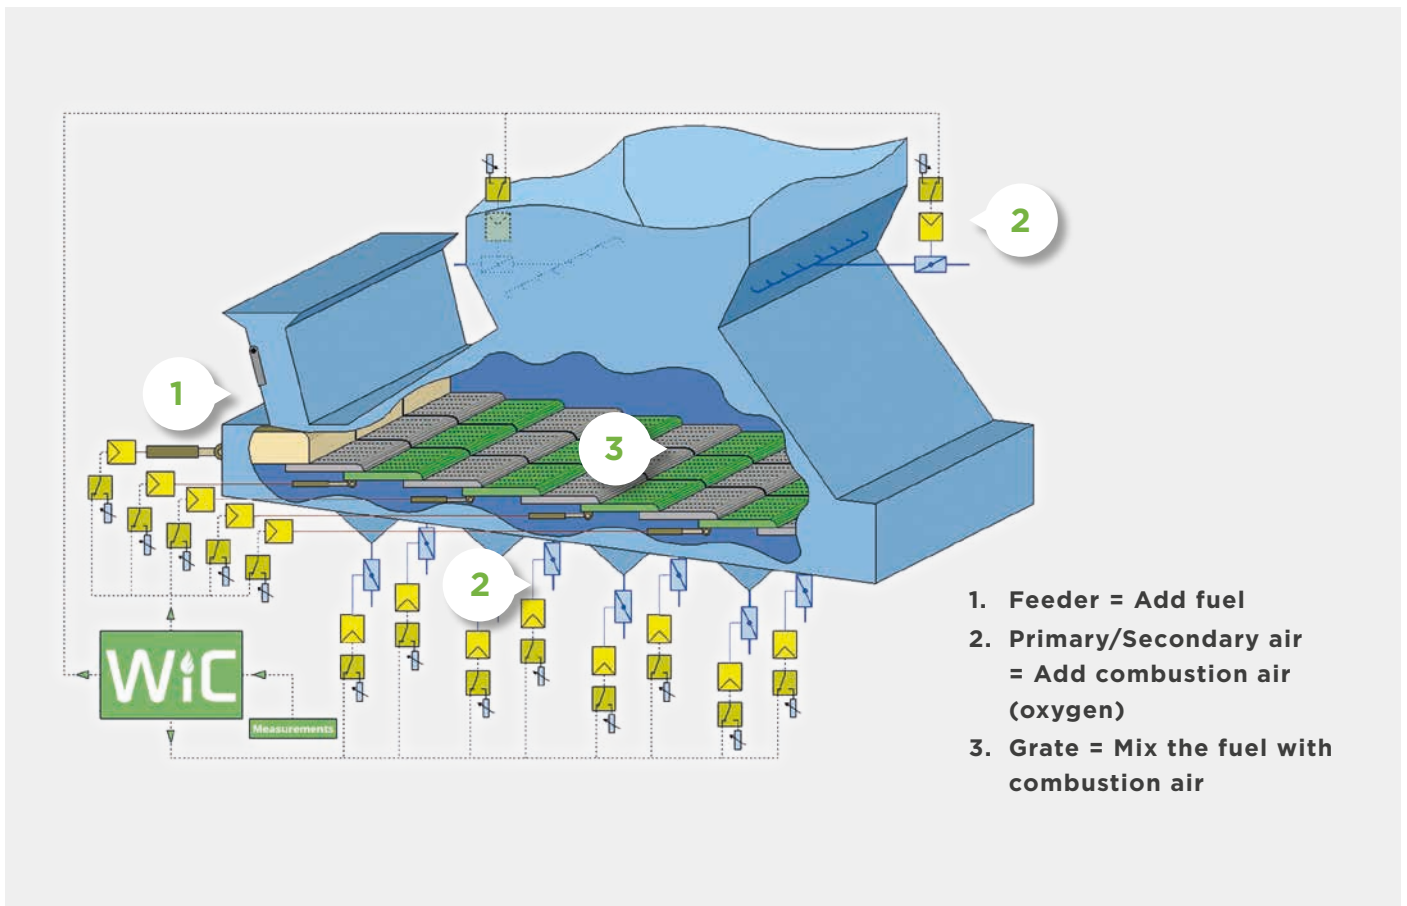 2
1
3
2
WiC
Measurements
1. Feeder = Add fuel
2. Primary/Secondary air
= Add combustion air
(oxygen)
3. Grate = Mix the fuel with
combustion air